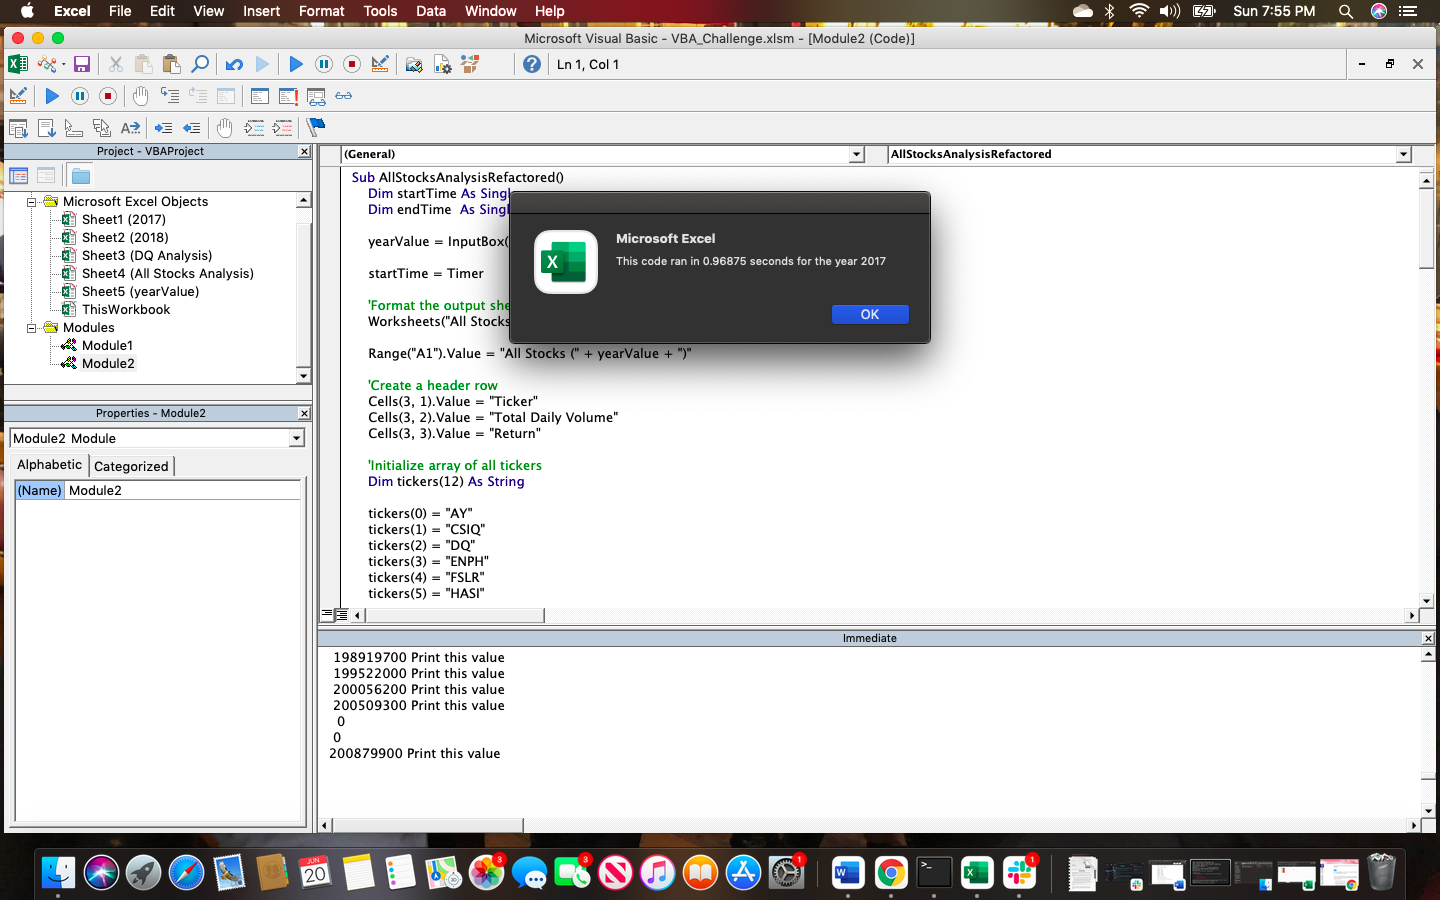 Excel File Edit View Insert Format Tools Data Window Help Sun 7:55 PM
Microsoft Visual Basic - VBA_Challenge.xlsm - [Module2 (Code)]
Ln 1, Col 1
Project - VBAProject
Microsoft Excel Objects
Sheet1 (2017)
Sheet2 (2018)
Sheet3 (DQ Analysis)
Sheet4 (All Stocks Analysis)
Sheet5 (yearValue)
ThisWorkbook
Modules
Module1
Module2
Properties - Module2
Module2 Module
Alphabetic Categorized
(Name) Module2
(General) AllStocksAnalysisRefactored
Sub AllStocksAnalysisRefactored()
Dim startTime As Singl
Dim endTime As Singl
yearValue = InputBox(
startTime = Timer
'Format the output she
Worksheets("All Stocks
Range("A1").Value = "All Stocks (" + yearValue + ")"
'Create a header row
Cells(3, 1).Value = "Ticker"
Cells(3, 2).Value = "Total Daily Volume"
Cells(3, 3).Value = "Return"
'Initialize array of all tickers
Dim tickers(12) As String
tickers(0) = "AY"
tickers(1) = "CSIQ"
tickers(2) = "DQ"
tickers(3) = "ENPH"
tickers(4) = "FSLR"
tickers(5) = "HASI"
Microsoft Excel
This code ran in 0.96875 seconds for the year 2017
OK
Immediate
198919700 Print this value
199522000 Print this value
200056200 Print this value
200509300 Print this value
0
0
200879900 Print this value
JUN
20
3
3
1
1